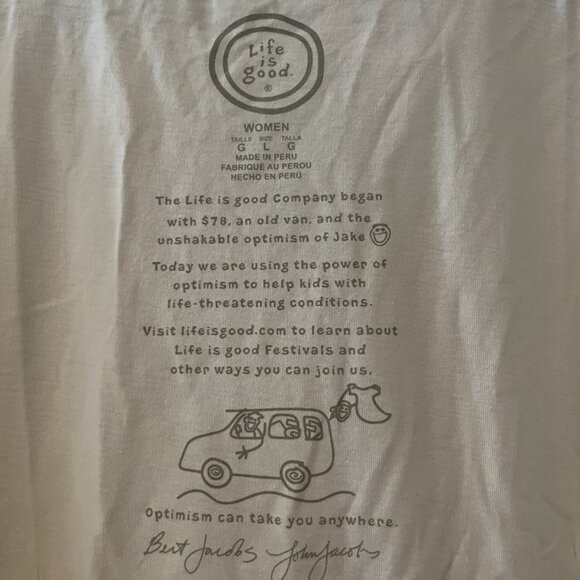 Life
is
good.
®
WOMEN
TAILLE SIZE TALLA
G L G
MADE IN PERU
FABRIQUÉ AU PEROU
HECHO EN PERÚ
The Life is good Company began
with $78, an old van, and the
unshakable optimism of Jake
Today we are using the power of
optimism to help kids with
life-threatening conditions.
Visit lifeisgood.com to learn about
Life is good Festivals and
other ways you can join us.
Optimism can take you anywhere.
Bert Jacobs John Jacobs